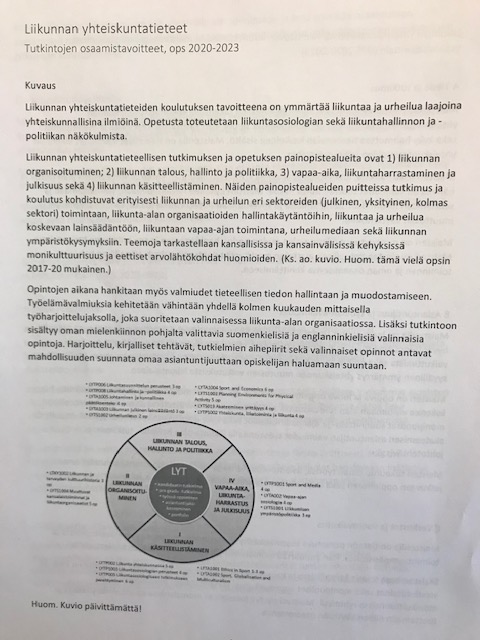 Liikunnan yhteiskuntatieteet
Tutkintojen osaamistavoitteet, ops 2020-2023
Kuvaus
Liikunnan yhteiskuntatieteiden koulutuksen tavoitteena on ymmärtää liikuntaa ja urheilua laajoina
yhteiskunnallisina ilmiöinä. Opetusta toteutetaan liikuntasosiologian sekä liikuntahallinnon ja -
politiikan näkökulmista.
Liikunnan yhteiskuntatieteellisen tutkimuksen ja opetuksen painopistealueita ovat 1) liikunnan
organisoituminen; 2) liikunnan talous, hallinto ja politiikka, 3) vapaa-aika, liikuntaharrastaminen ja
julkisuus sekä 4) liikunnan käsitteellistäminen. Näiden painopistealueiden puitteissa tutkimus ja
koulutus kohdistuvat erityisesti liikunnan ja urheilun eri sektoreiden (julkinen, yksityinen, kolmas
sektori) toimintaan, liikunta-alan organisaatioiden hallintakäytäntöihin, liikuntaa ja urheilua
koskevaan lainsäädäntöön, liikuntaan vapaa-ajan toimintana, urheilumediaan sekä liikunnan
ympäristökysymyksiin. Teemoja tarkastellaan kansallisissa ja kansainvälisissä kehyksissä
monikulttuurisuus ja eettiset arvolähtökohdat huomioiden. (Ks. ao. kuvio. Huom. tämä vielä opsin
2017-20 mukainen.)
Opintojen aikana hankitaan myös valmiudet tieteellisen tiedon hallintaan ja muodostamiseen.
Työelämävalmiuksia kehitetään vähintään yhdellä kolmen kuukauden mittaisella
työharjoittelujaksolla, joka suoritetaan valinnaisessa liikunta-alan organisaatiossa. Lisäksi tutkintoon
sisältyy oman mielenkiinnon pohjalta valittavia suomenkielisiä ja englanninkielisiä valinnaisia
opintoja. Harjoittelu, kirjalliset tehtävät, tutkielmien aihepiirit sekä valinnaiset opinnot antavat
mahdollisuuden suunnata omaa asiantuntijuuttaan opiskelijan haluamaan suuntaan.
III
LIIKUNNAN TALOUS,
HALLINTO JA POLITIIKKA
LYT
II
LIIKUNNAN
ORGANISOITU-
MINEN
IV
VAPAA-AIKA,
LIIKUNTA-
HARRASTUS
JA JULKISUUS
I
LIIKUNNAN
KÄSITTEELLISTÄMINEN
Huom. Kuvio päivittämättä!